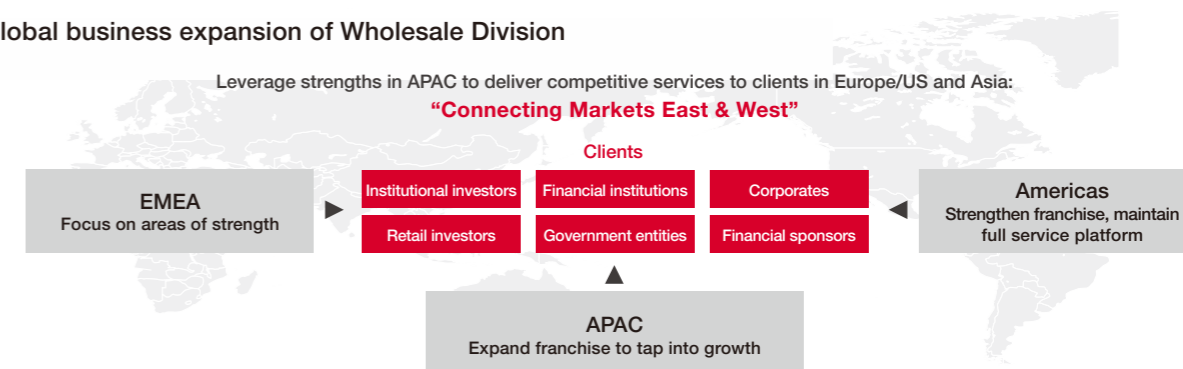 lobal business expansion of Wholesale Division
Leverage strengths in APAC to deliver competitive services to clients in Europe/US and Asia:
“Connecting Markets East & West”
Clients
EMEA
Focus on areas of strength
Institutional investors
Financial institutions
Corporates
Retail investors
Government entities
Financial sponsors
Americas
Strengthen franchise, maintain
full service platform
APAC
Expand franchise to tap into growth